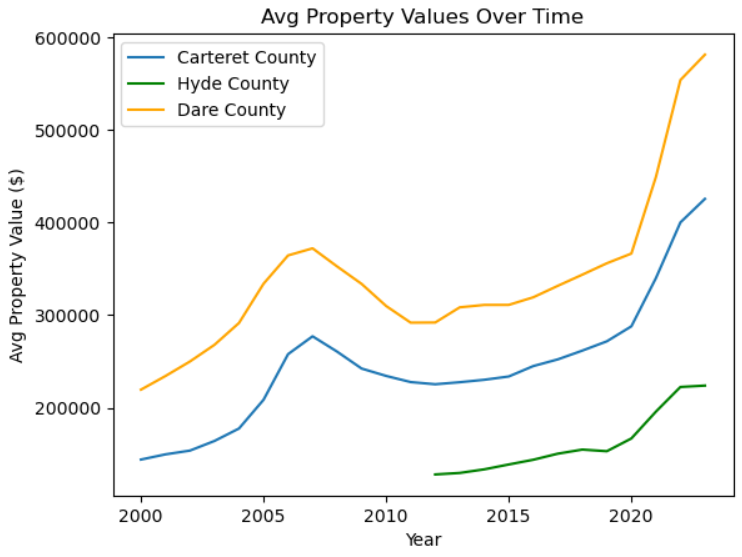 Avg Property Values Over Time
600000
500000
400000
300000
200000
Avg Property Value ($)
Carteret County
Hyde County
Dare County
2000 2005 2010 2015 2020
Year